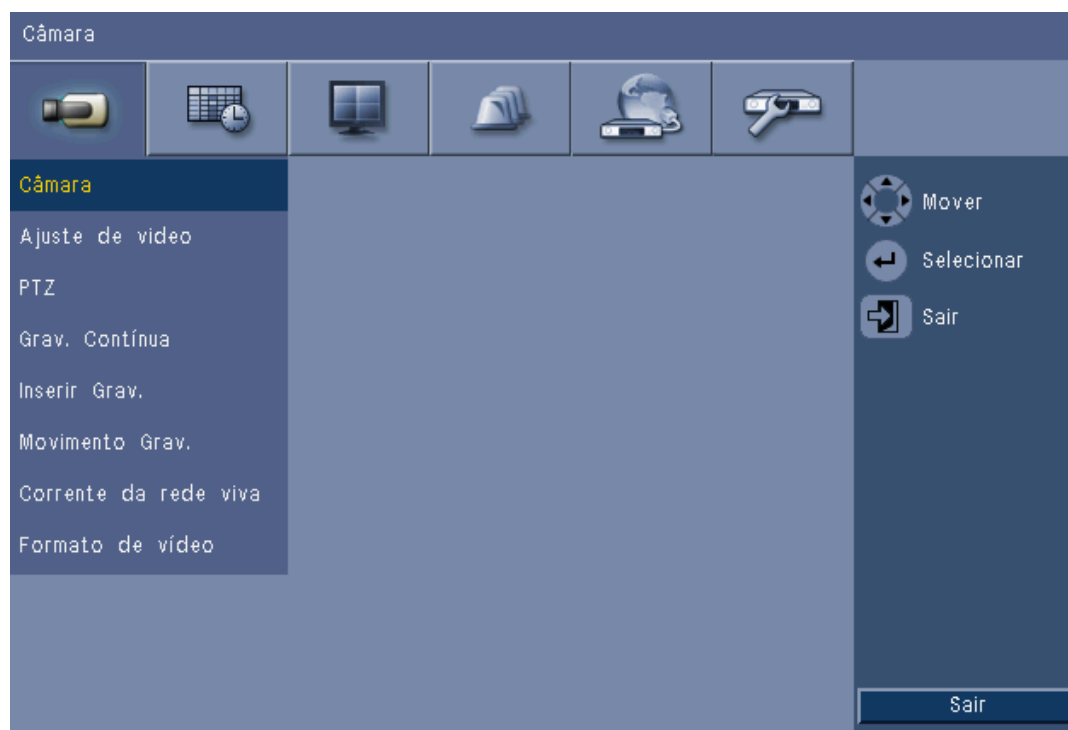 Câmara
Câmara
Ajuste de video
PTZ
Grav. Contínua
Inserir Grav.
Movimento Grav.
Corrente da rede viva
Formato de vídeo
Mover
Selecionar
Sair
Sair